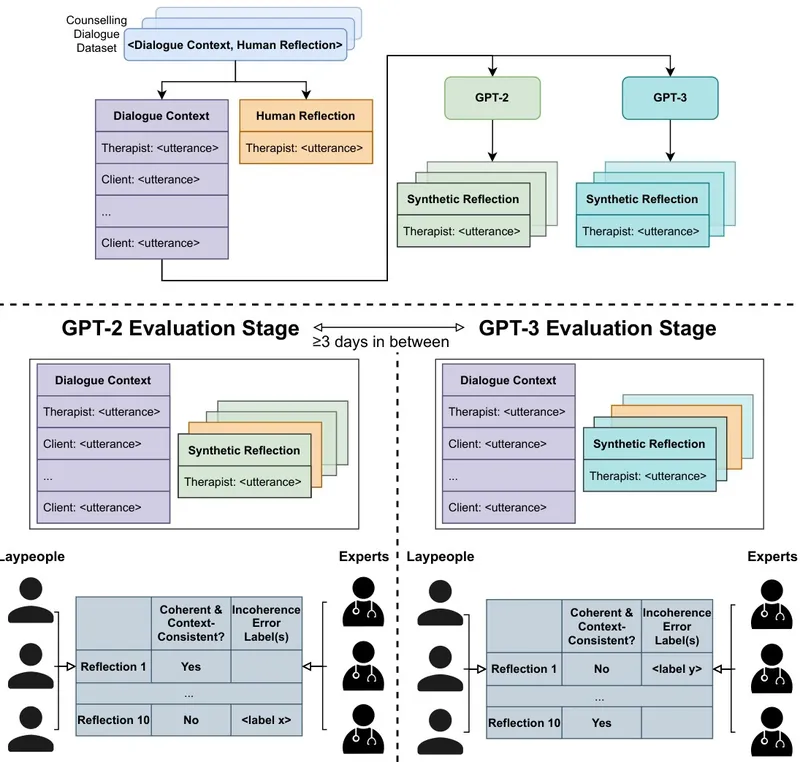 Counselling
Dialogue
Dataset
<Dialogue Context, Human Reflection>
Dialogue Context
Therapist: <utterance>
Client: <utterance>
...
Client: <utterance>
Human Reflection
Therapist: <utterance>
GPT-2
GPT-3
Synthetic Reflection
Therapist: <utterance>
Synthetic Reflection
Therapist: <utterance>
GPT-2 Evaluation Stage
≥3 days in between
GPT-3 Evaluation Stage
Dialogue Context
Therapist: <utterance>
Client: <utterance>
...
Client: <utterance>
Synthetic Reflection
Therapist: <utterance>
Dialogue Context
Therapist: <utterance>
Client: <utterance>
...
Client: <utterance>
Synthetic Reflection
Therapist: <utterance>
Laypeople
Experts
Coherent &
Context-
Consistent?
Incoherence
Error
Label(s)
Reflection 1
Yes
...
Reflection 10
No
<label x>
Laypeople
Experts
Coherent &
Context-
Consistent?
Incoherence
Error
Label(s)
Reflection 1
No
<label y>
...
Reflection 10
Yes